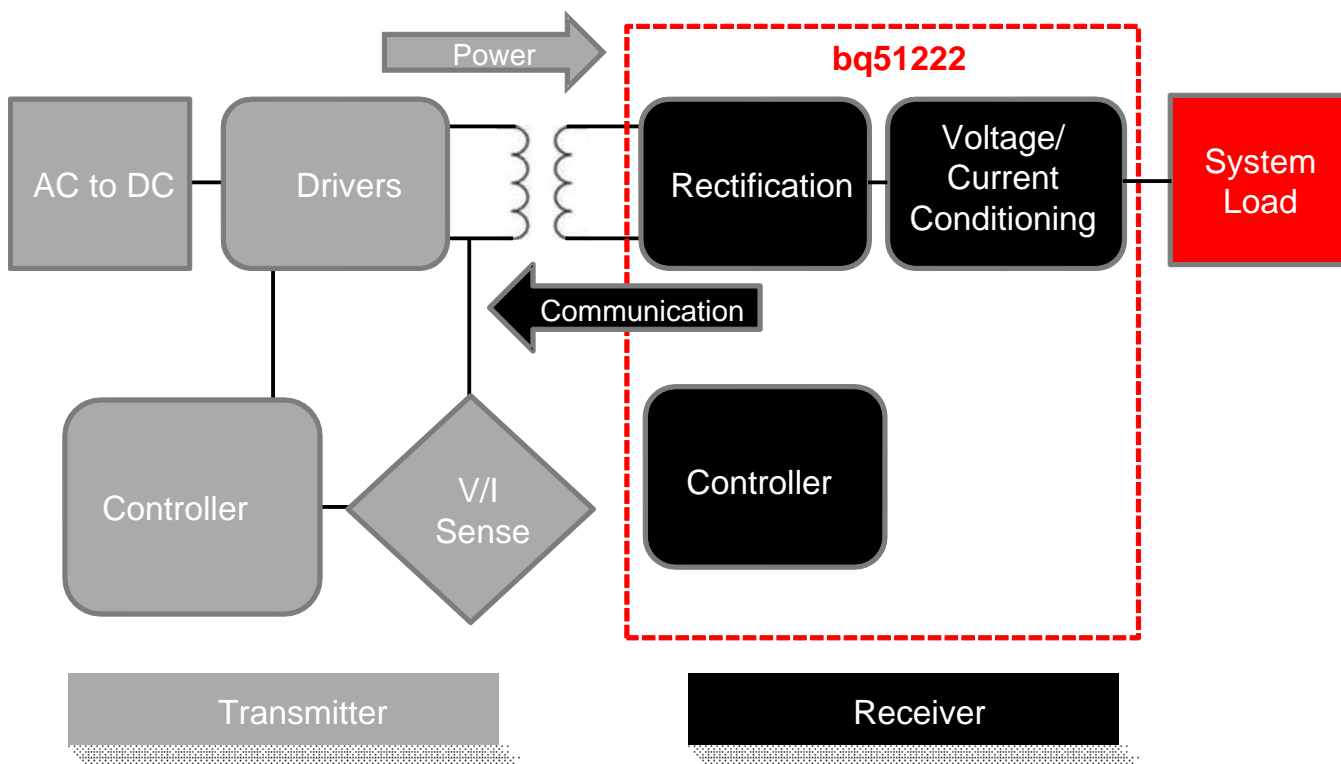 Power
bq51222
AC to DC
Drivers
Rectification
Voltage/
Current
Conditioning
System
Load
Communication
Controller
V/I
Sense
Controller
Transmitter
Receiver